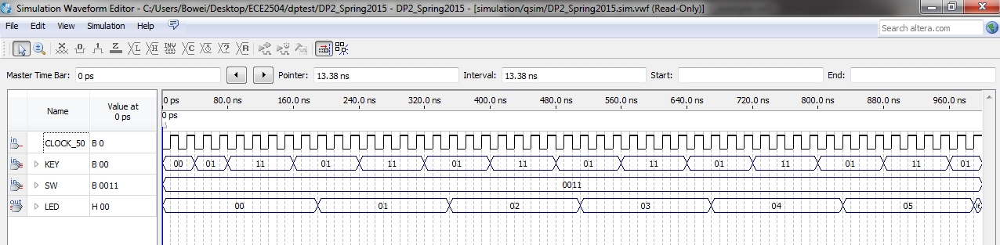 Simulation Waveform Editor - C:/Users/Bowei/Desktop/ECE2504/dptest/DP2_Spring2015 - DP2_Spring2015 - [simulation/qsim/DP2_Spring2015.sim.vwf (Read-Only)]
File Edit View Simulation Help Search altera.com
Master Time Bar: 0 ps Pointer: 13.38 ns Interval: 13.38 ns Start: End:
Name Value at 0 ps 0 ps 80.0 ns 160.0 ns 240.0 ns 320.0 ns 400.0 ns 480.0 ns 560.0 ns 640.0 ns 720.0 ns 800.0 ns 880.0 ns 960.0 ns
0 ps
in CLOCK_50 B 0
in KEY B 00 00 01 11 01 11 01 11 01 11 01 11 01 11 01
in SW B 0011 0011
out LED H 00 00 01 02 03 04 05